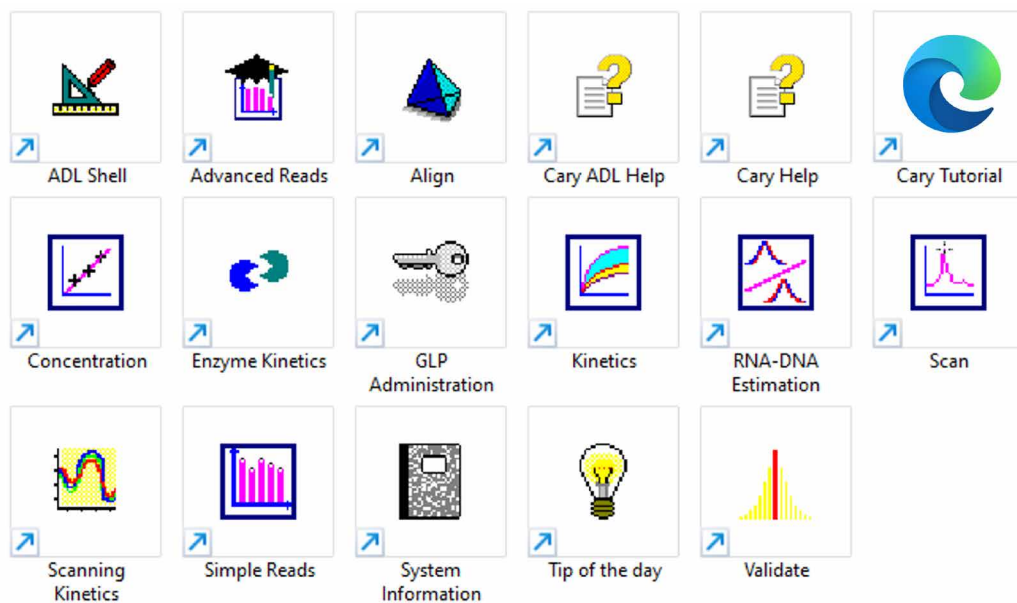 ADL Shell
Advanced Reads
Align
Cary ADL Help
Cary Help
Cary Tutorial
Concentration
Enzyme Kinetics
GLP
Administration
Kinetics
RNA-DNA
Estimation
Scan
Scanning
Kinetics
Simple Reads
System
Information
Tip of the day
Validate